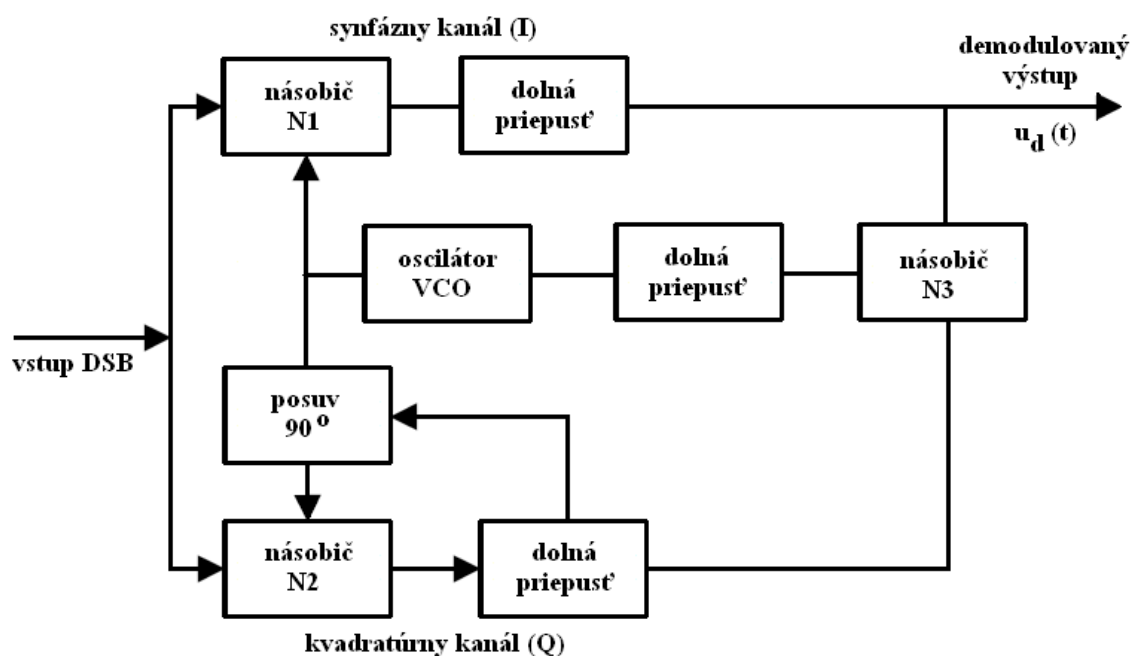 synfázny kanál (I)
demodulovaný
výstup
násobič
N1
dolná
priepusť
u_d (t)
oscilátor
VCO
dolná
priepusť
násobič
N3
vstup DSB
posuv
90°
násobič
N2
dolná
priepusť
kvadratúrny kanál (Q)